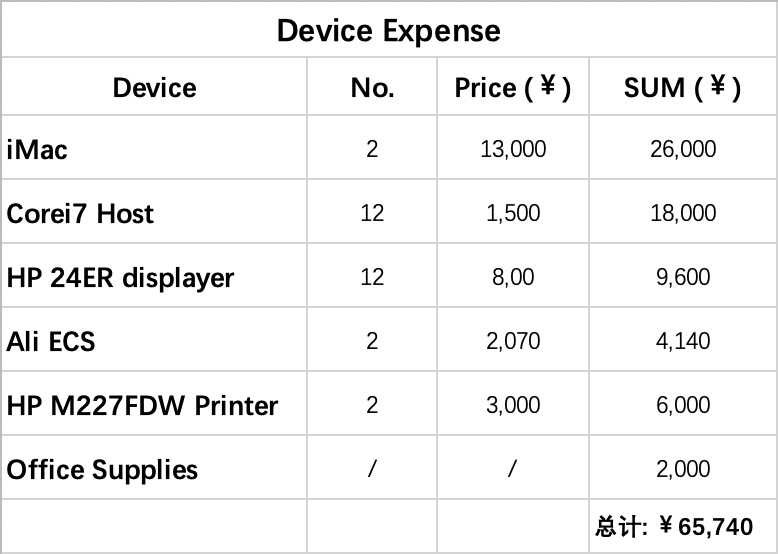 Device Expense
Device No. Price (¥) SUM (¥)
iMac 2 13,000 26,000
Corei7 Host 12 1,500 18,000
HP 24ER displayer 12 8,00 9,600
Ali ECS 2 2,070 4,140
HP M227FDW Printer 2 3,000 6,000
Office Supplies / / 2,000
总计: ¥65,740